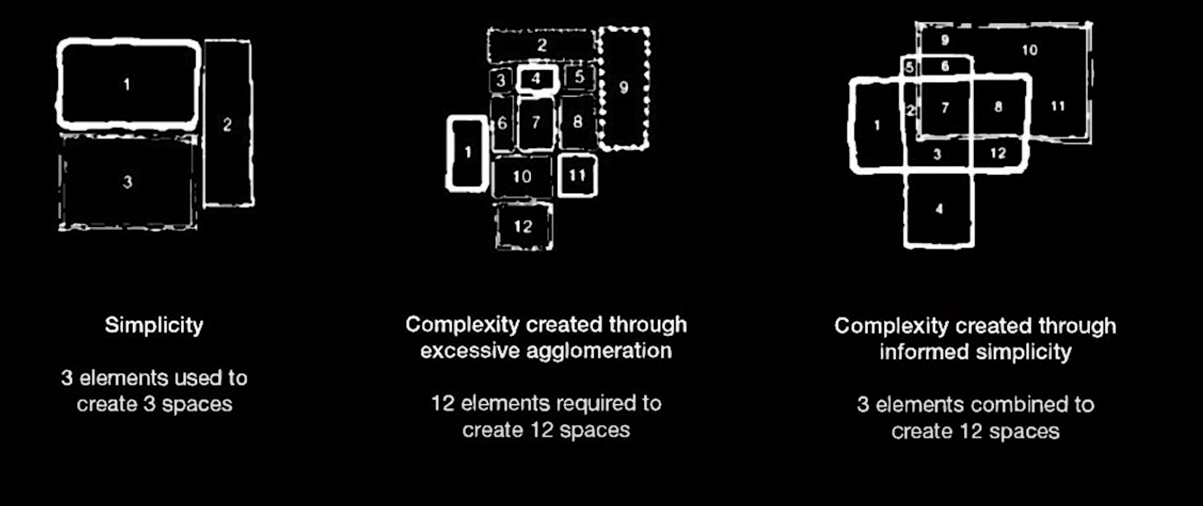 1
2
3
2
3
4
5
9
6
7
8
1
10
11
12
9
10
5
6
1
2
7
8
11
3
12
4
Simplicity
3 elements used to
create 3 spaces
Complexity created through
excessive agglomeration
12 elements required to
create 12 spaces
Complexity created through
informed simplicity
3 elements combined to
create 12 spaces